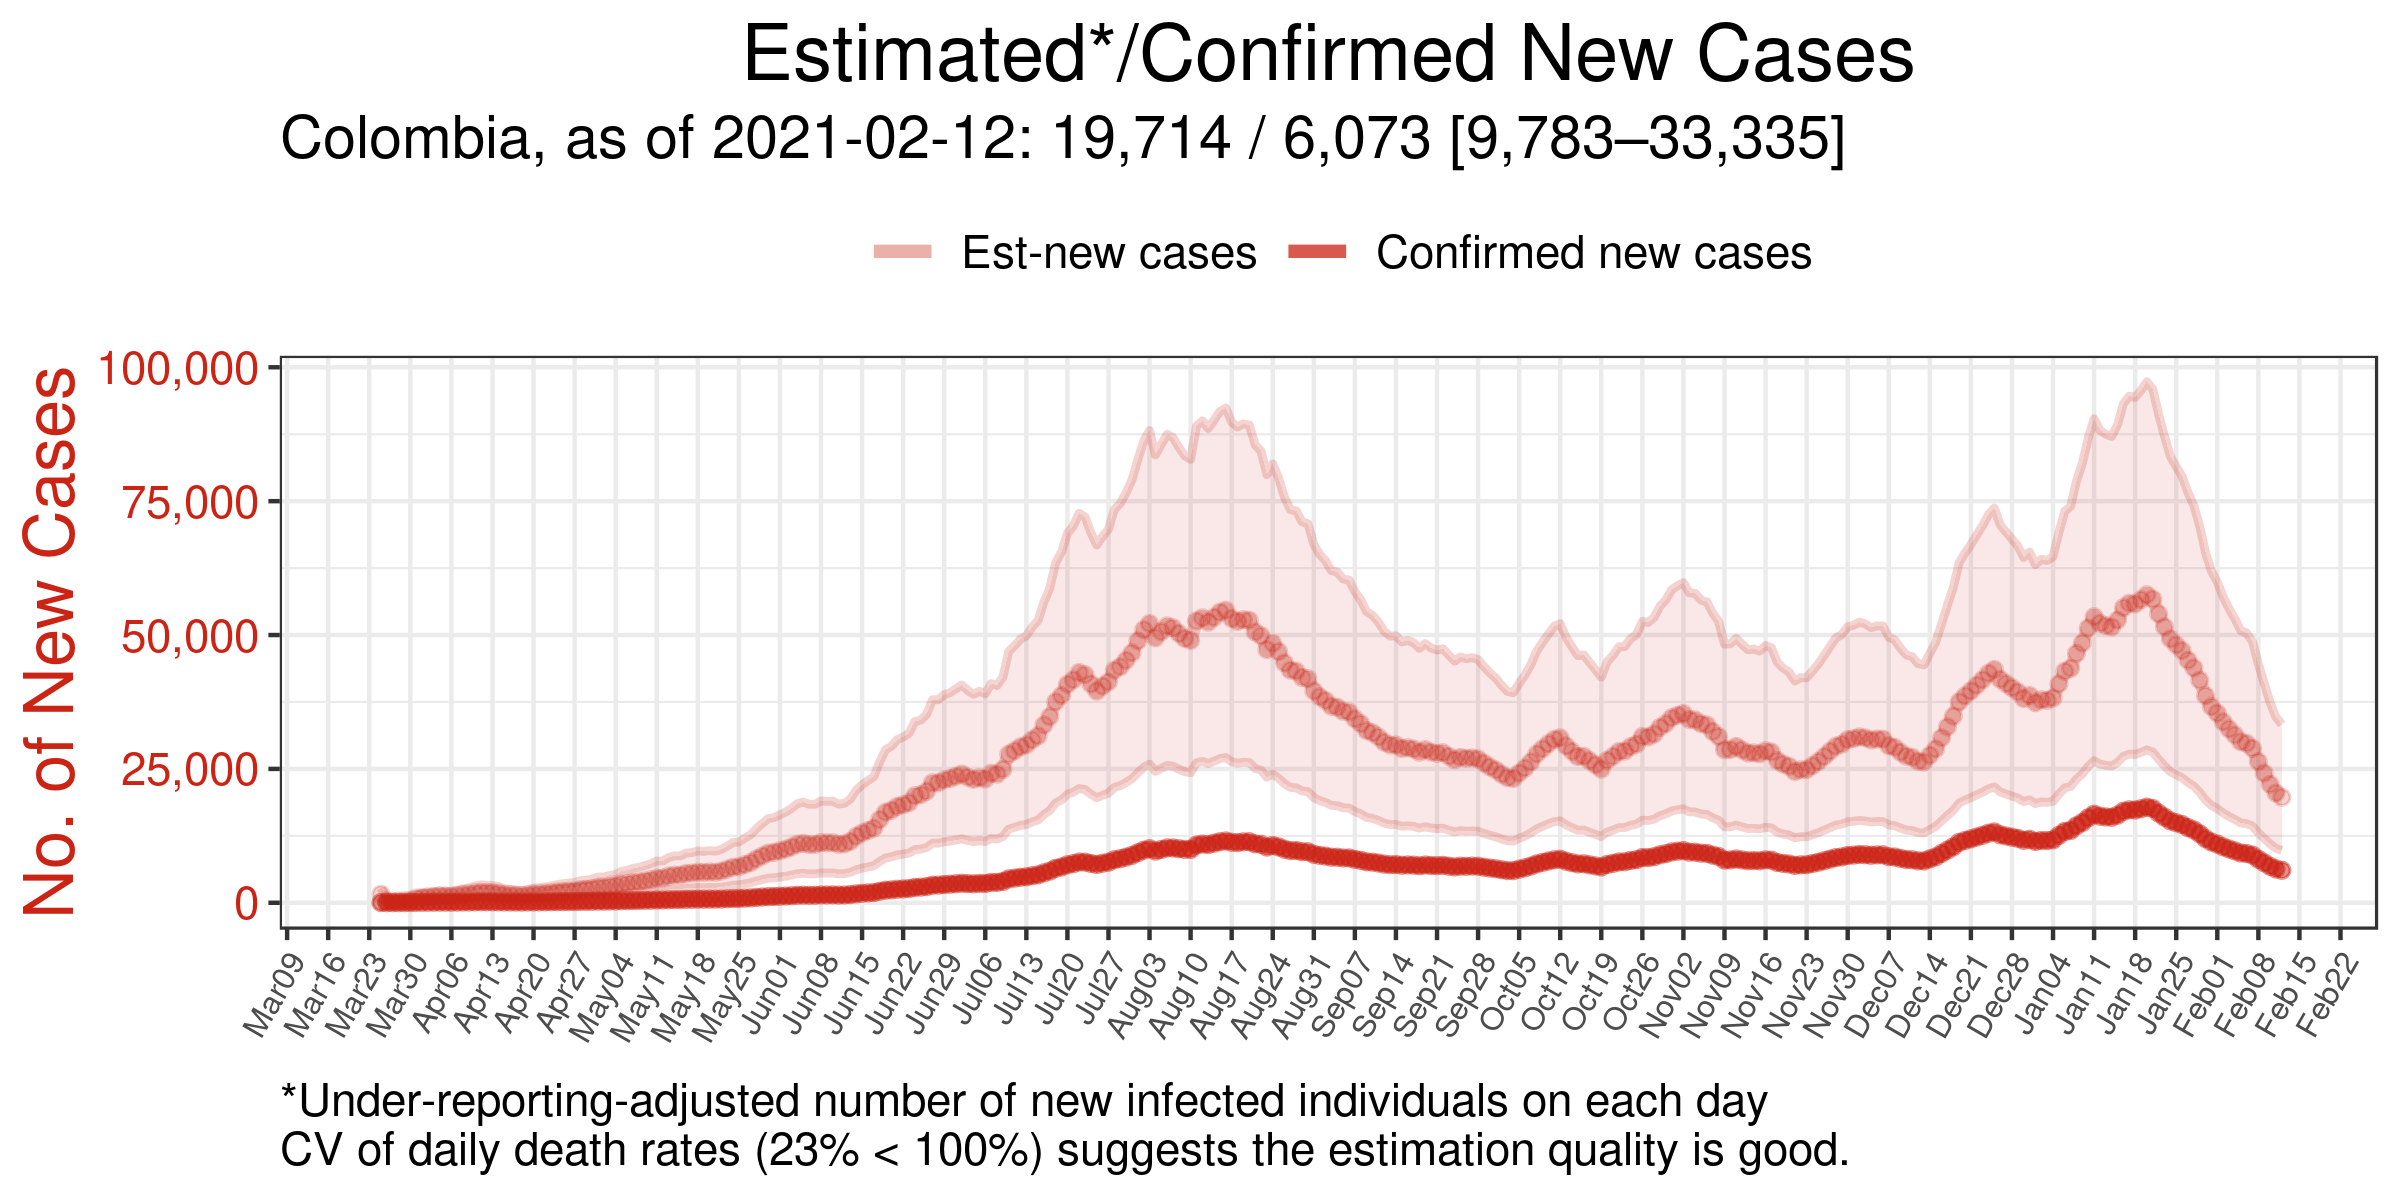 Estimated*/Confirmed New Cases
Colombia, as of 2021-02-12: 19,714 / 6,073 [9,783–33,335]
Est-new cases
Confirmed new cases
No. of New Cases
100,000
75,000
50,000
25,000
0
Mar09
Mar16
Mar23
Mar30
Apr06
Apr13
Apr20
Apr27
May04
May11
May18
May25
Jun01
Jun08
Jun15
Jun22
Jun29
Jul06
Jul13
Jul20
Jul27
Aug03
Aug10
Aug17
Aug24
Aug31
Sep07
Sep14
Sep21
Sep28
Oct05
Oct12
Oct19
Oct26
Nov02
Nov09
Nov16
Nov23
Nov30
Dec07
Dec14
Dec21
Dec28
Jan04
Jan11
Jan18
Jan25
Feb01
Feb08
Feb15
Feb22
*Under-reporting-adjusted number of new infected individuals on each day
CV of daily death rates (23% < 100%) suggests the estimation quality is good.